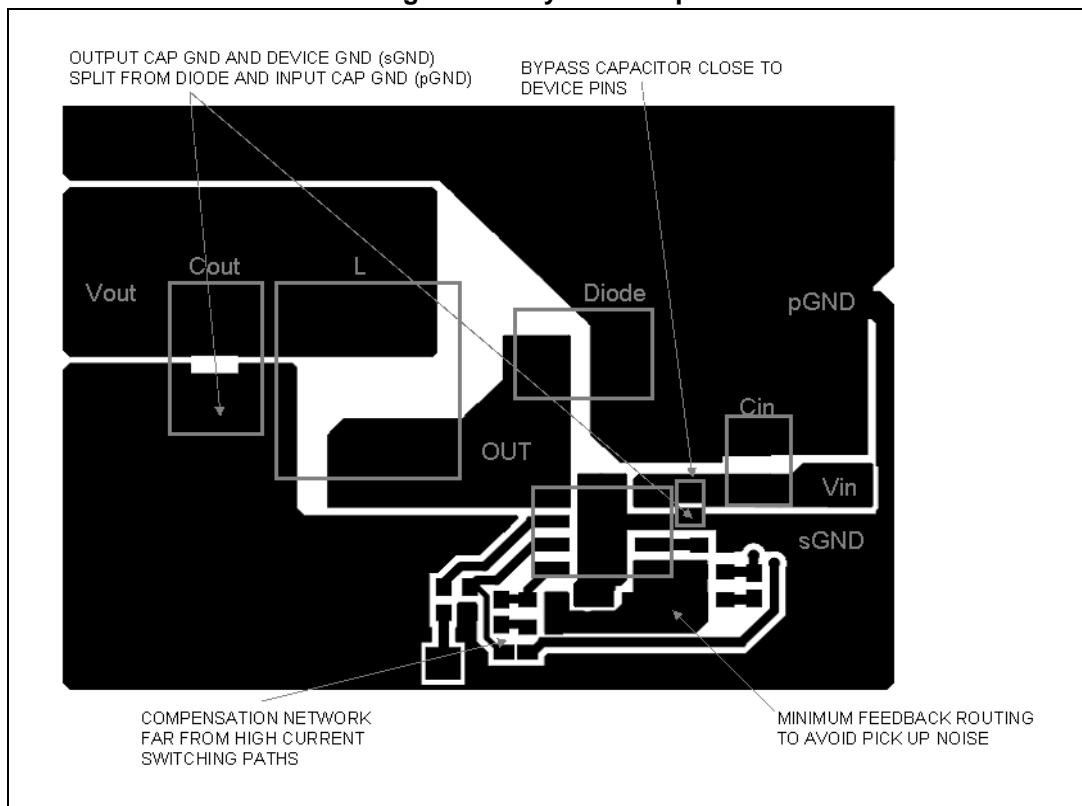 OUTPUT CAP GND AND DEVICE GND (sGND)
SPLIT FROM DIODE AND INPUT CAP GND (pGND)
BYPASS CAPACITOR CLOSE TO
DEVICE PINS
Cout
L
Vout
Diode
pGND
Cin
OUT
Vin
sGND
COMPENSATION NETWORK
FAR FROM HIGH CURRENT
SWITCHING PATHS
MINIMUM FEEDBACK ROUTING
TO AVOID PICK UP NOISE